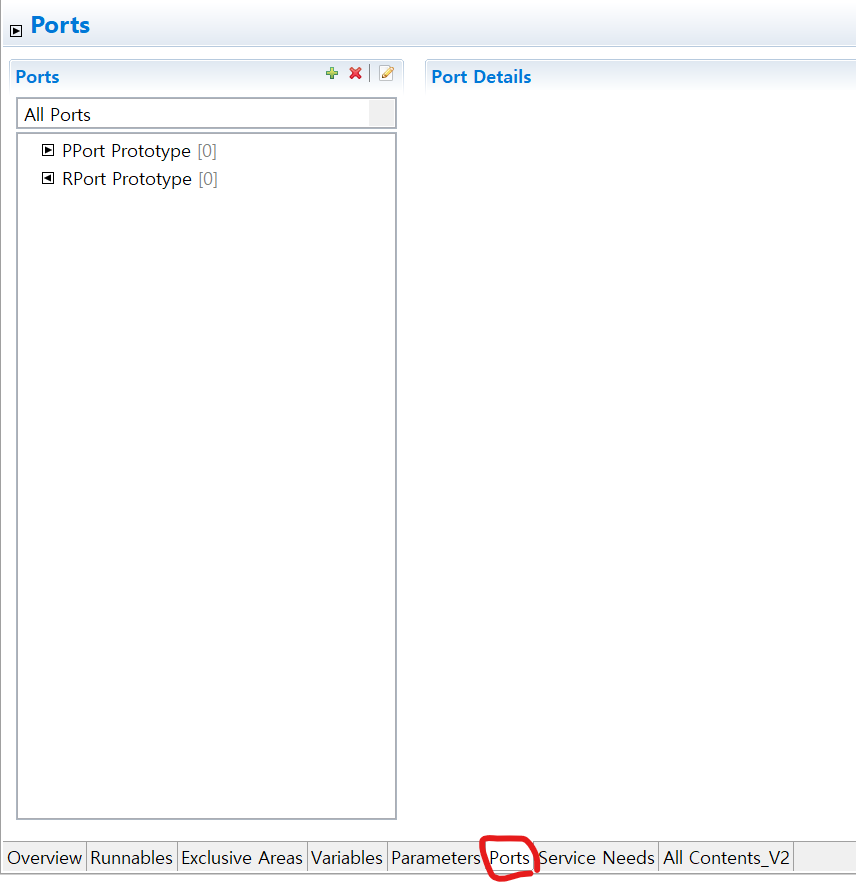 Ports
Ports
Port Details
All Ports
PPort Prototype [0]
RPort Prototype [0]
Overview Runnables Exclusive Areas Variables Parameters Ports Service Needs All Contents_V2